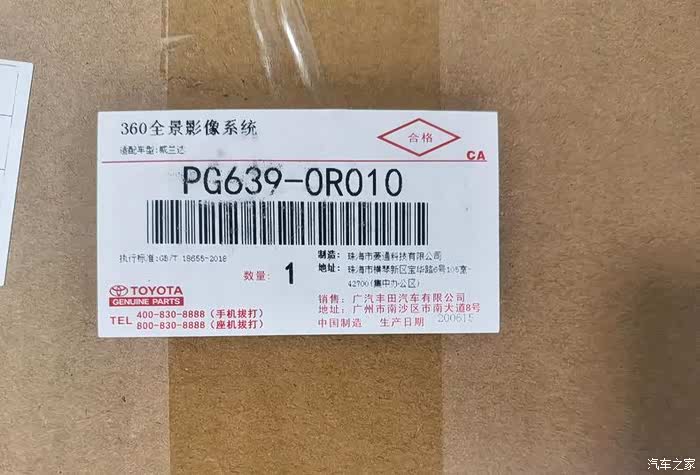 360全景影像系统
合格
适配车型:威兰达
CA
PG639-0R010
执行标准:GB/T 18655-2018
制造: 珠海市菱通科技有限公司
地址: 珠海市横琴新区宝华路6号105室-
42700(集中办公区)
数量: 1
TOYOTA
GENUINE PARTS
销售: 广汽丰田汽车有限公司
地址: 广州市南沙区市南大道8号
TEL 400-830-8888 (手机拨打)
800-830-8888 (座机拨打)
中国制造 生产日期 200615
汽车之家